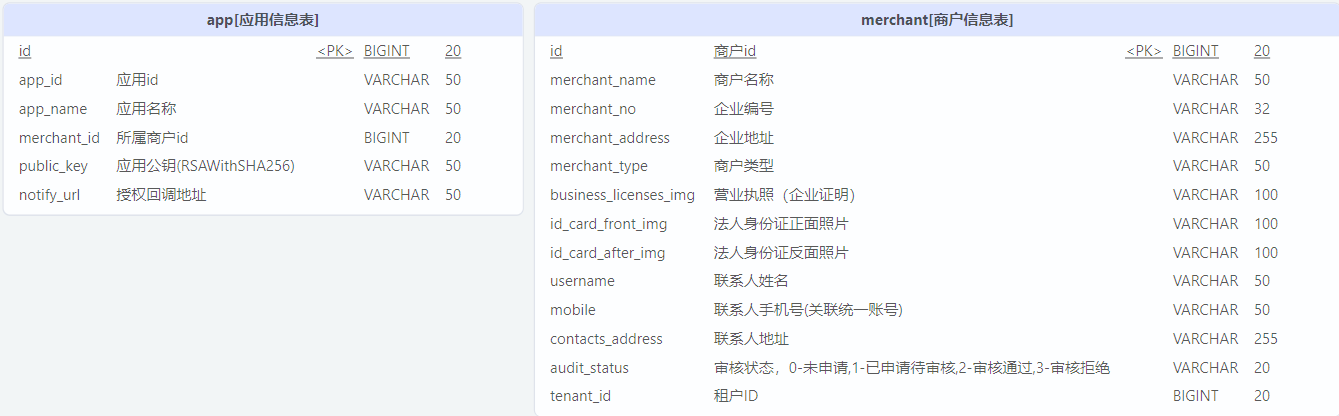 app[应用信息表]
id <PK> BIGINT 20
app_id 应用id VARCHAR 50
app_name 应用名称 VARCHAR 50
merchant_id 所属商户id BIGINT 20
public_key 应用公钥(RSAWithSHA256) VARCHAR 50
notify_url 授权回调地址 VARCHAR 50
merchant[商户信息表]
id 商户id <PK> BIGINT 20
merchant_name 商户名称 VARCHAR 50
merchant_no 企业编号 VARCHAR 32
merchant_address 企业地址 VARCHAR 255
merchant_type 商户类型 VARCHAR 50
business_licenses_img 营业执照（企业证明） VARCHAR 100
id_card_front_img 法人身份证正面照片 VARCHAR 100
id_card_after_img 法人身份证反面照片 VARCHAR 100
username 联系人姓名 VARCHAR 50
mobile 联系人手机号(关联统一账号) VARCHAR 50
contacts_address 联系人地址 VARCHAR 255
audit_status 审核状态，0-未申请,1-已申请待审核,2-审核通过,3-审核拒绝 VARCHAR 20
tenant_id 租户ID BIGINT 20